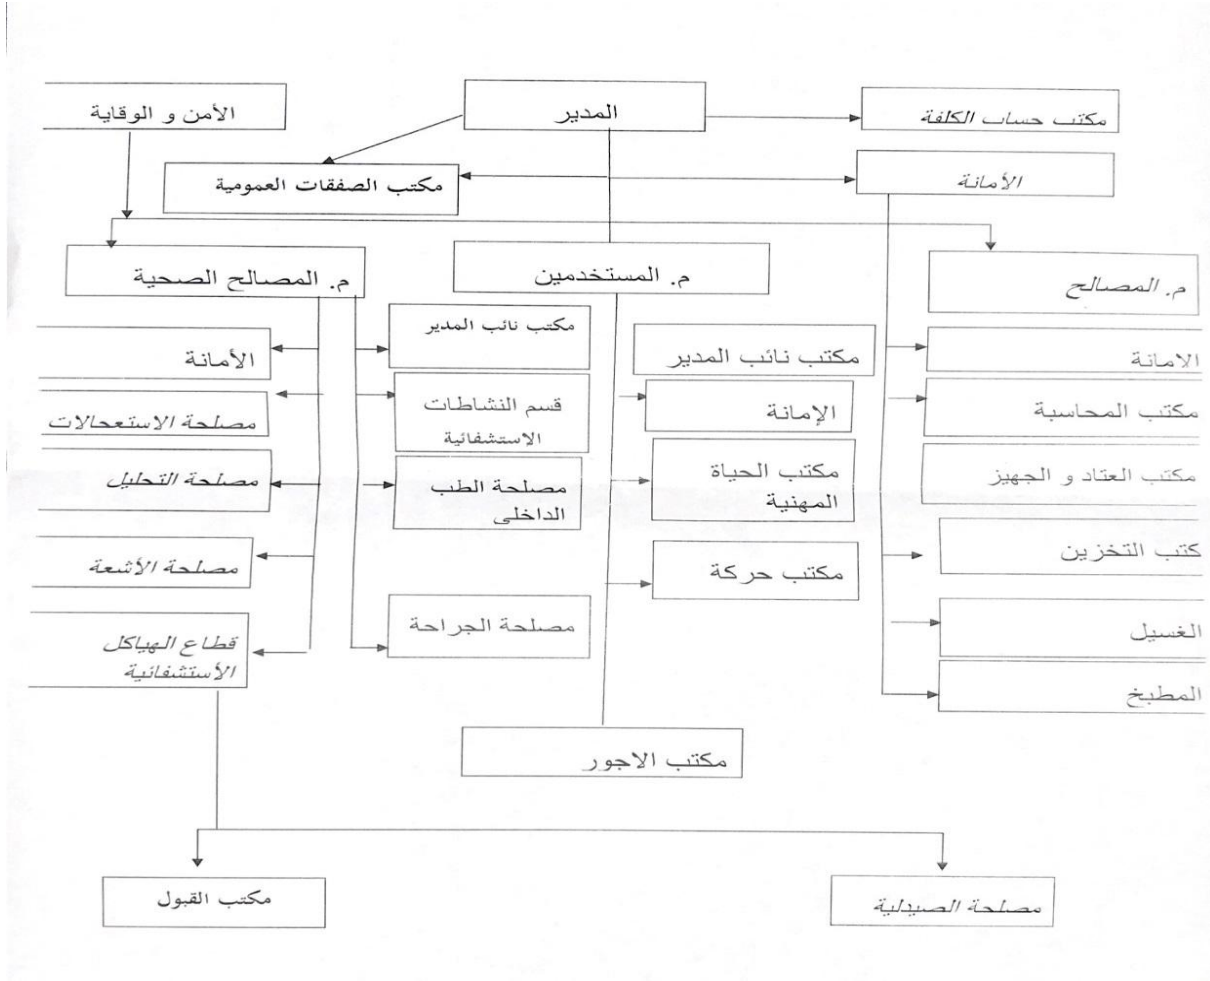 المدير
الأمن و الوقاية
مكتب حساب الكلفة
مكتب الصفقات العمومية
الأمانة
م. المصالح
م. المستخدمين
م. المصالح الصحية
الامانة
مكتب المحاسبة
مكتب العتاد و الجهيز
كتب التخزين
الغسيل
المطبخ
مكتب نائب المدير
الإمانة
مكتب الحياة
المهنية
مكتب حركة
مكتب الاجور
مكتب نائب المدير
قسم النشاطات
الاستشفائية
مصلحة الطب
الداخلى
مصلحة الجراحة
الأمانة
مصلحة الاستعحالات
مصلحة التحليل
مصلحة الأشعة
قطاع الهياكل
الأستشفائية
مصلحة الصيدلية
مكتب القبول